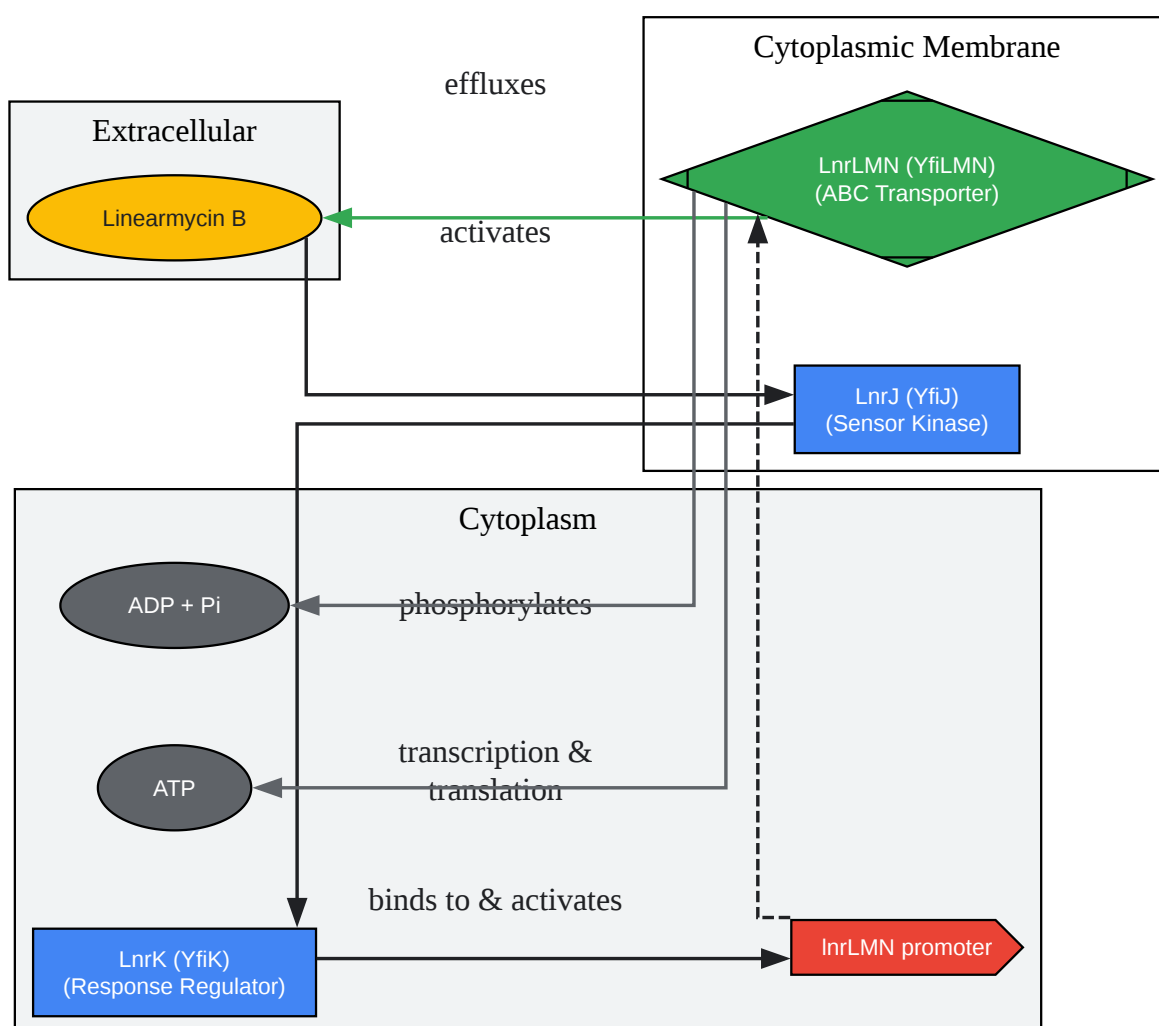 Cytoplasmic Membrane
effluxes
Extracellular
LnrLMN (YfiLMN)
(ABC Transporter)
Linearmycin B
activates
LnrJ (YfiJ)
(Sensor Kinase)
Cytoplasm
ADP + Pi
phosphorylates
transcription &
translation
ATP
binds to & activates
lnrLMN promoter
LnrK (YfiK)
(Response Regulator)